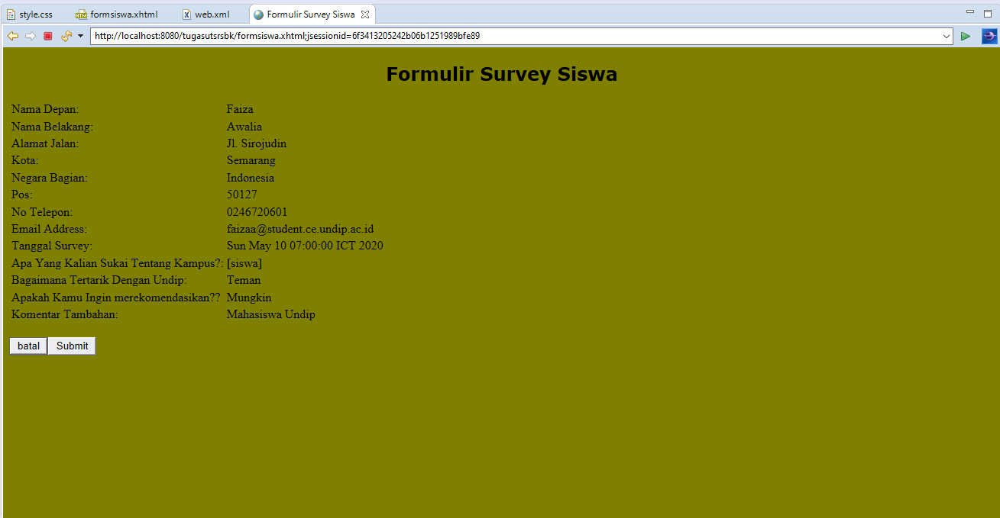 style.css formsiswa.xhtml web.xml Formulir Survey Siswa
http://localhost:8080/tugasutsrsbk/formsiswa.xhtml;jsessionid=6f3413205242b06b1251989bfe89
Formulir Survey Siswa
Nama Depan: Faiza
Nama Belakang: Awalia
Alamat Jalan: Jl. Sirojudin
Kota: Semarang
Negara Bagian: Indonesia
Pos: 50127
No Telepon: 0246720601
Email Address: faizaa@student.ce.undip.ac.id
Tanggal Survey: Sun May 10 07:00:00 ICT 2020
Apa Yang Kalian Sukai Tentang Kampus?: [siswa]
Bagaimana Tertarik Dengan Undip: Teman
Apakah Kamu Ingin merekomendasikan?? Mungkin
Komentar Tambahan: Mahasiswa Undip
batal Submit